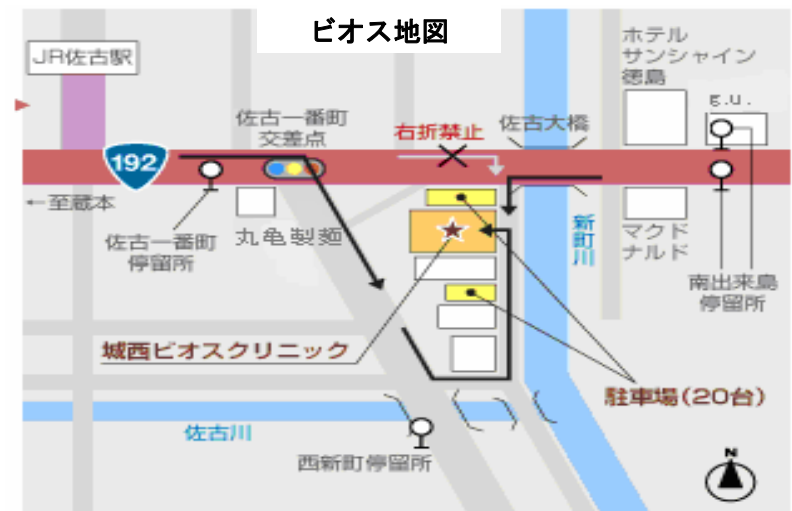 ビオス地図
JR佐古駅
ホテル
サンシャイン
徳島
g.u.
佐古一番町
交差点
右折禁止
佐古大橋
192
←至蔵本
佐古一番町
停留所
丸亀製麺
新町川
マクド
ナルド
南出来島
停留所
城西ビオスクリニック
駐車場(20台)
佐古川
西新町停留所
N